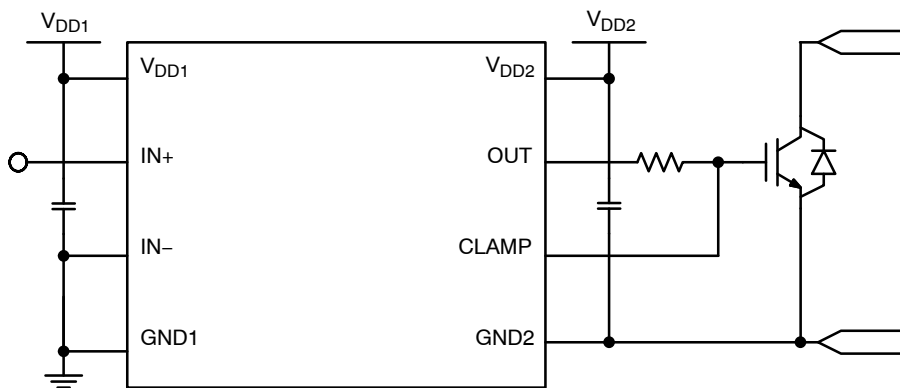 VDD1
VDD2
VDD1
VDD2
IN+
OUT
IN−
CLAMP
GND1
GND2